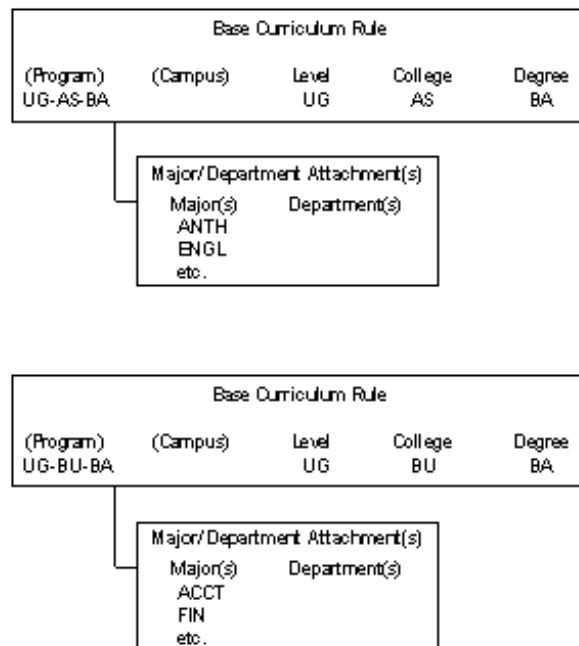 Base Curriculum Rule
(Program) (Campus) Level College Degree
UG-AS-BA UG AS BA
Major/Department Attachment(s)
Major(s) Department(s)
ANTH
ENGL
etc.
Base Curriculum Rule
(Program) (Campus) Level College Degree
UG-BU-BA UG BU BA
Major/Department Attachment(s)
Major(s) Department(s)
ACCT
FIN
etc.